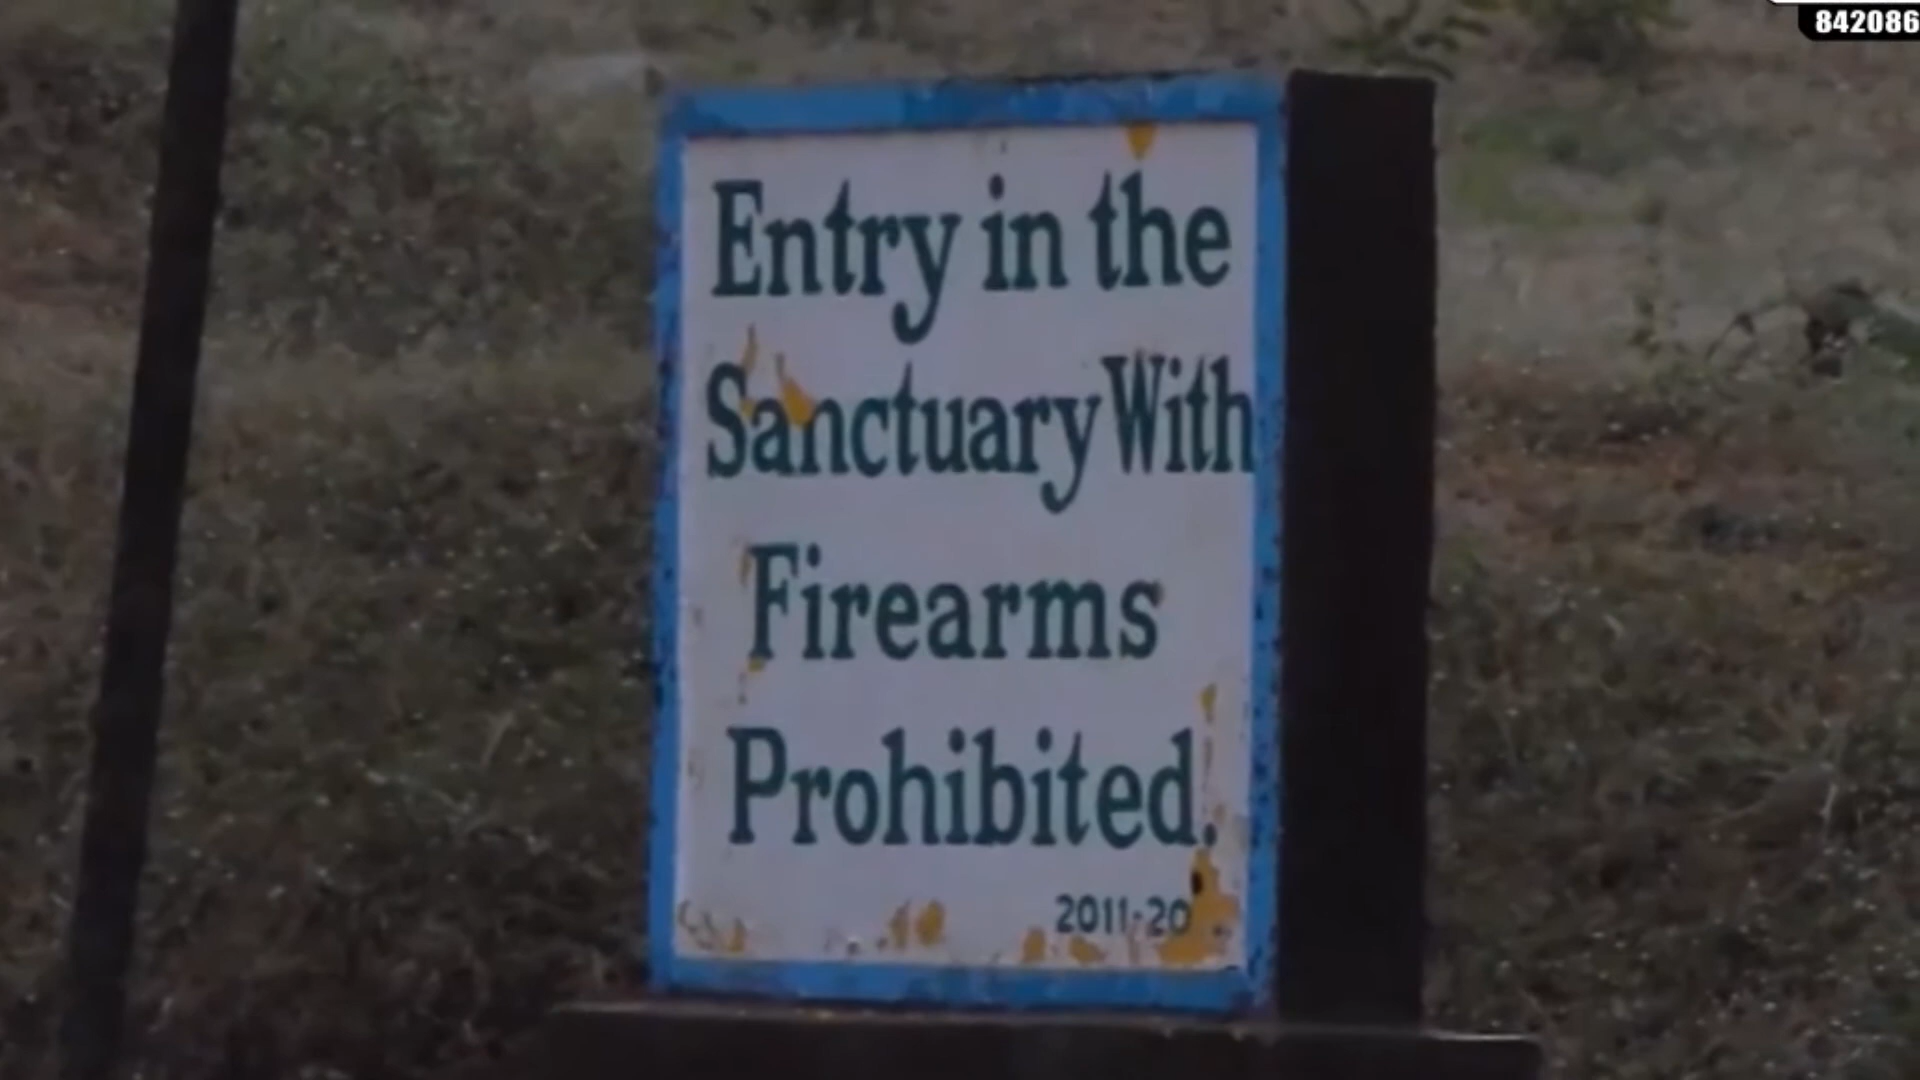 842086
Entry in the
Sanctuary With
Firearms
Prohibited.
2011-20